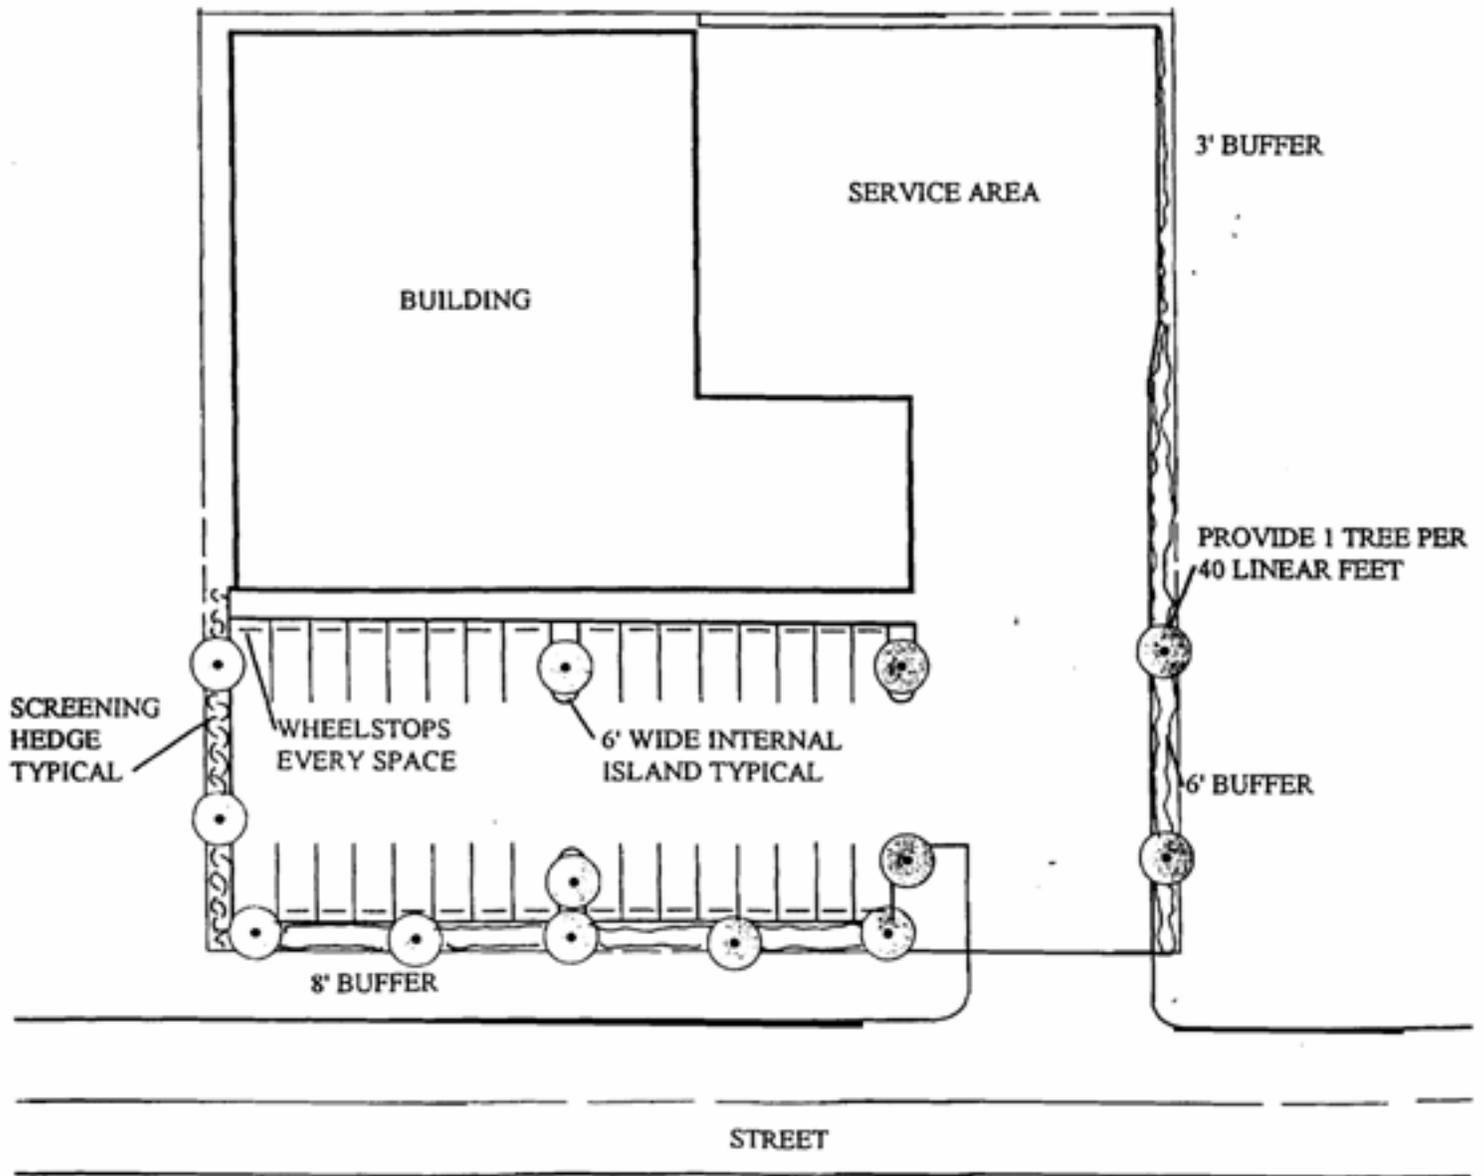 3' BUFFER
SERVICE AREA
BUILDING
PROVIDE 1 TREE PER
40 LINEAR FEET
SCREENING
HEDGE
TYPICAL
WHEELSTOPS
EVERY SPACE
6' WIDE INTERNAL
ISLAND TYPICAL
6' BUFFER
8' BUFFER
STREET